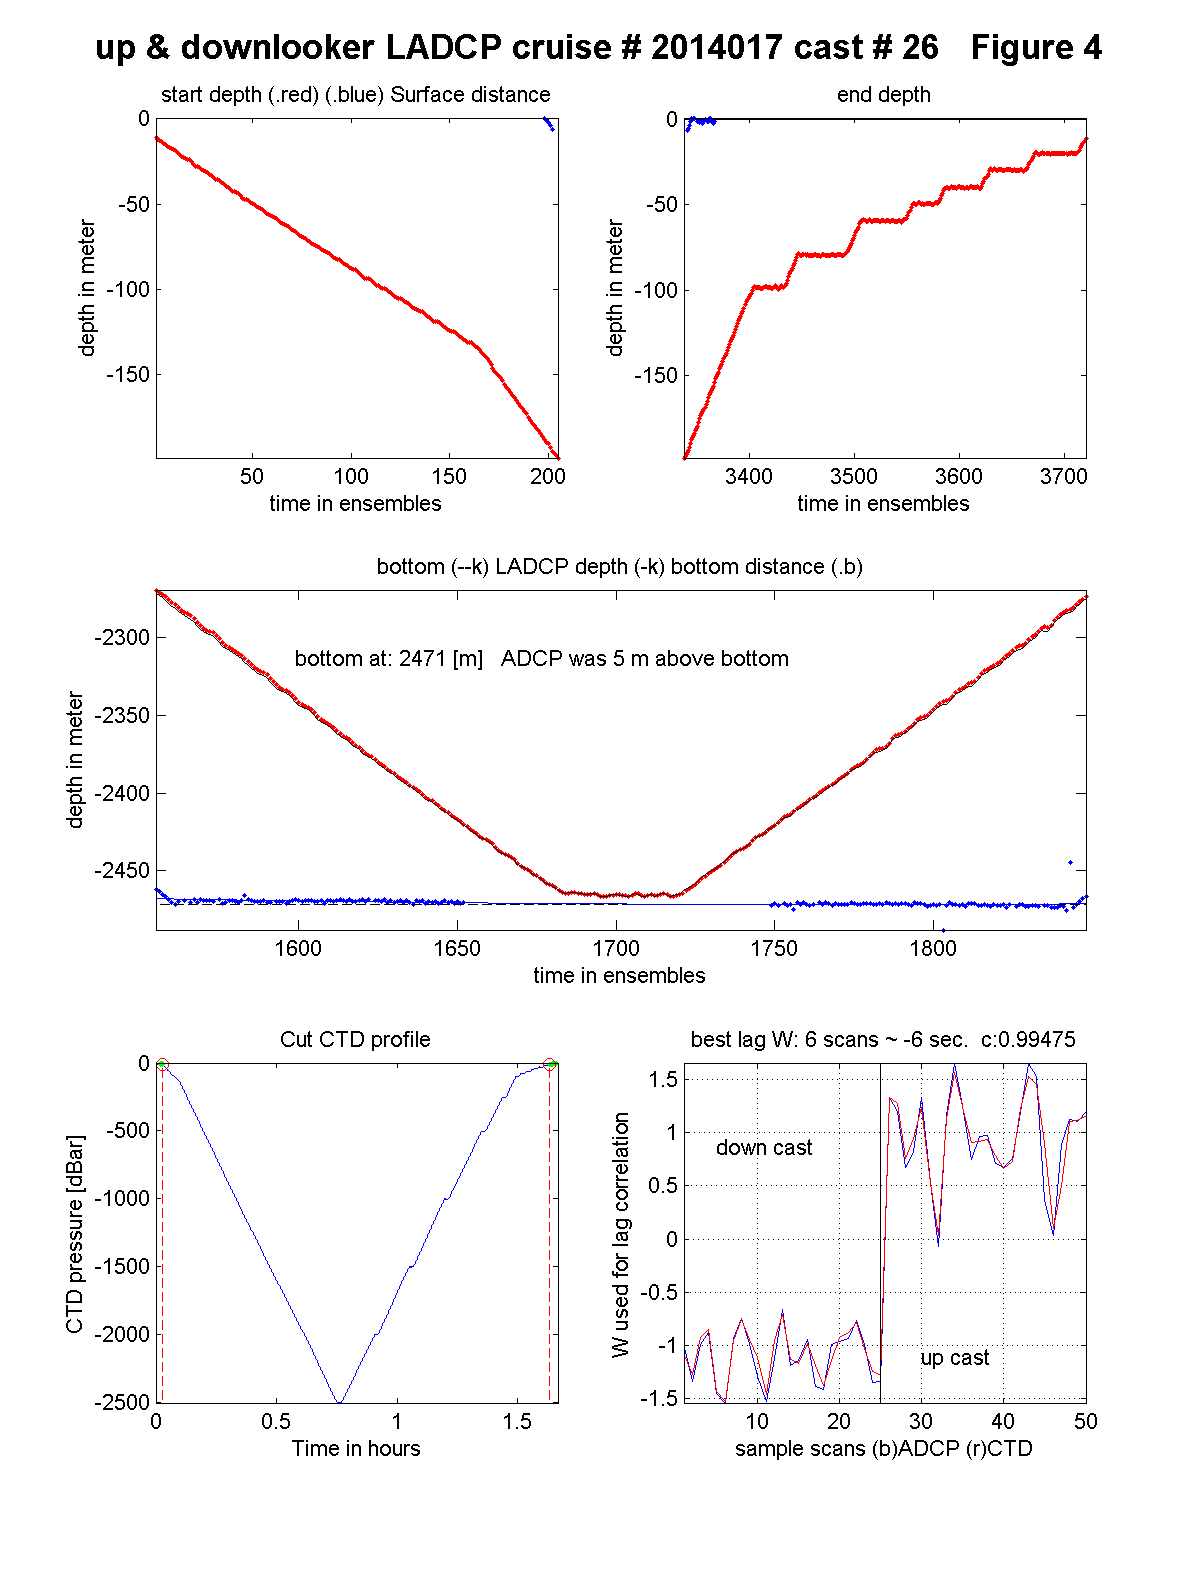 up & downlooker LADCP cruise # 2014017 cast # 26   Figure 4
start depth (.red) (.blue) Surface distance
0
-50
-100
-150
depth in meter
50 100 150 200
time in ensembles
end depth
0
-50
-100
-150
depth in meter
3400 3500 3600 3700
time in ensembles
bottom (--k) LADCP depth (-k) bottom distance (.b)
-2300
-2350
-2400
-2450
depth in meter
bottom at: 2471 [m]   ADCP was 5 m above bottom
1600 1650 1700 1750 1800
time in ensembles
Cut CTD profile
0
-500
-1000
-1500
-2000
-2500
CTD pressure [dBar]
0 0.5 1 1.5
Time in hours
best lag W: 6 scans ~ -6 sec.  c:0.99475
1.5
1
0.5
0
-0.5
-1
-1.5
W used for lag correlation
down cast
up cast
10 20 30 40 50
sample scans (b)ADCP (r)CTD